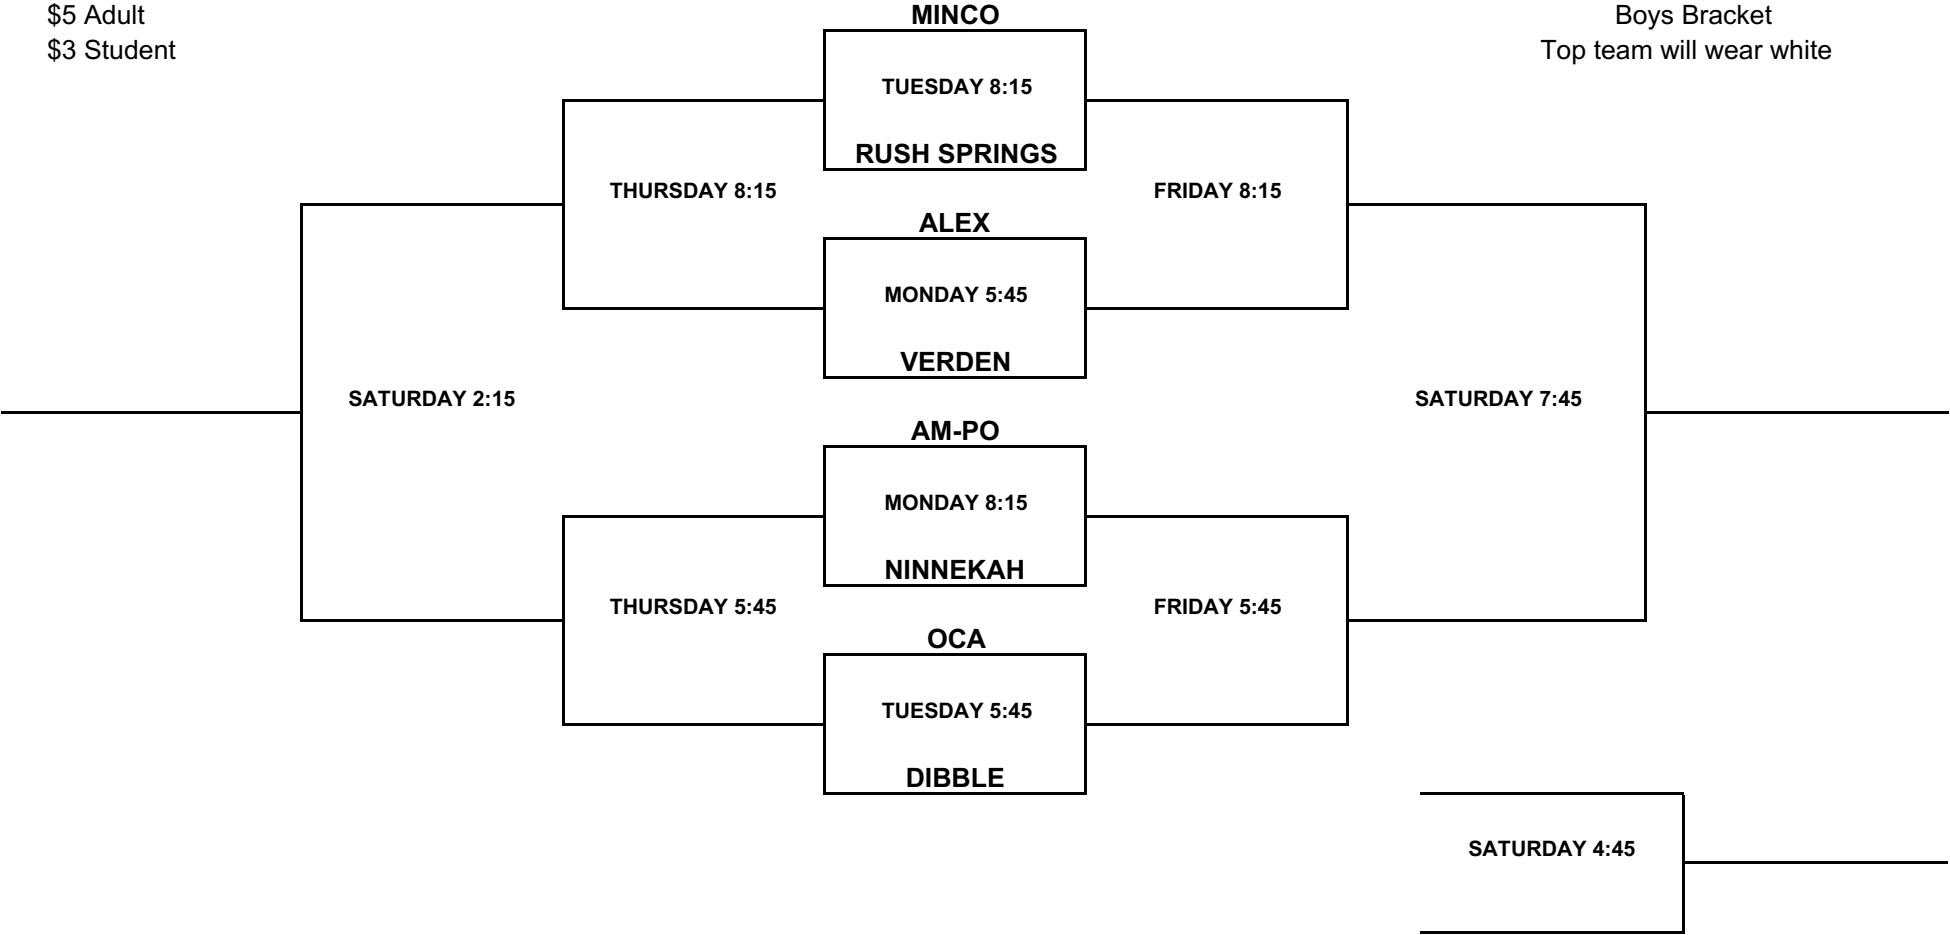 $5 Adult
$3 Student
MINCO
Boys Bracket
Top team will wear white
TUESDAY 8:15
RUSH SPRINGS
THURSDAY 8:15
FRIDAY 8:15
ALEX
MONDAY 5:45
VERDEN
SATURDAY 2:15
SATURDAY 7:45
AM-PO
MONDAY 8:15
NINNEKAH
THURSDAY 5:45
FRIDAY 5:45
OCA
TUESDAY 5:45
DIBBLE
SATURDAY 4:45